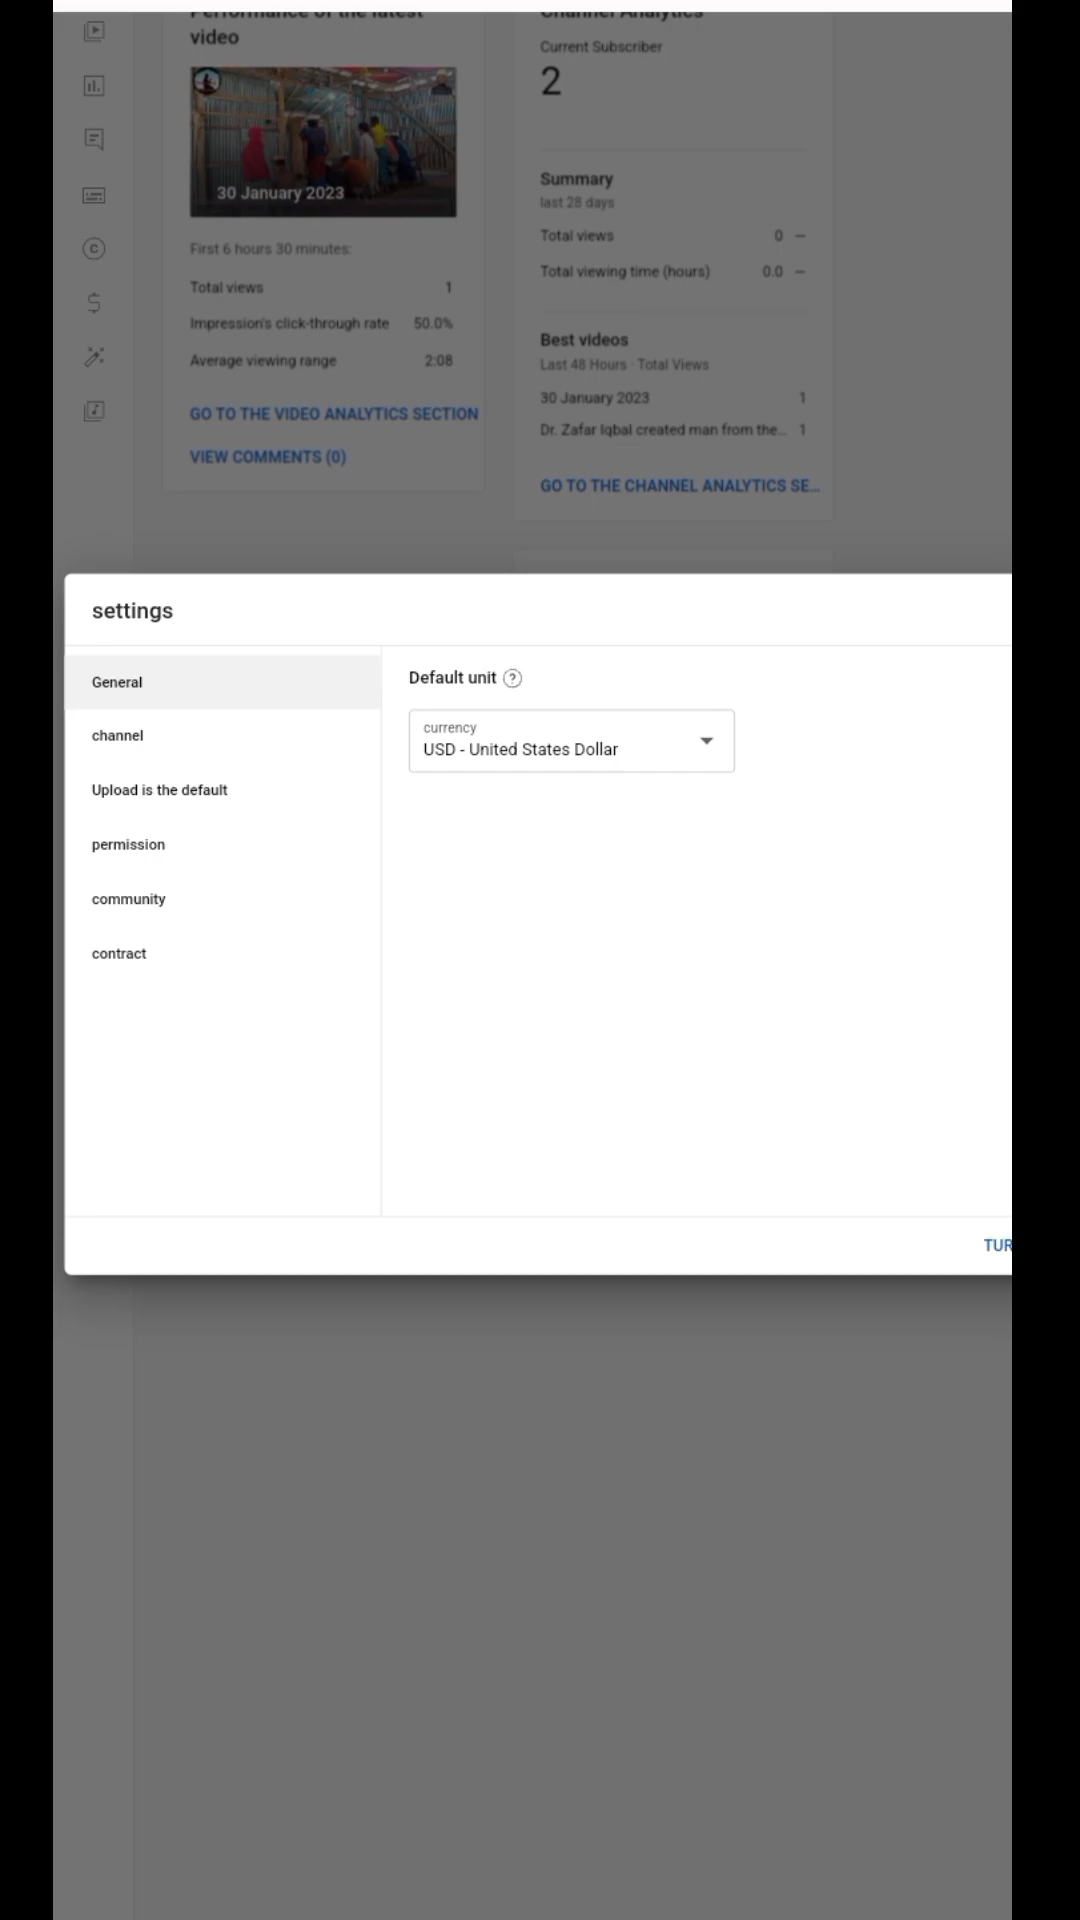 Performance of the latest
video
30 January 2023
First 6 hours 30 minutes:
Total views 1
Impression's click-through rate 50.0%
Average viewing range 2:08
GO TO THE VIDEO ANALYTICS SECTION
VIEW COMMENTS (0)
Channel Analytics
Current Subscriber
2
Summary
last 28 days
Total views 0 —
Total viewing time (hours) 0.0 —
Best videos
Last 48 Hours · Total Views
30 January 2023 1
Dr. Zafar Iqbal created man from the... 1
GO TO THE CHANNEL ANALYTICS SE...
settings
General
channel
Upload is the default
permission
community
contract
Default unit ?
currency
USD - United States Dollar
TUR